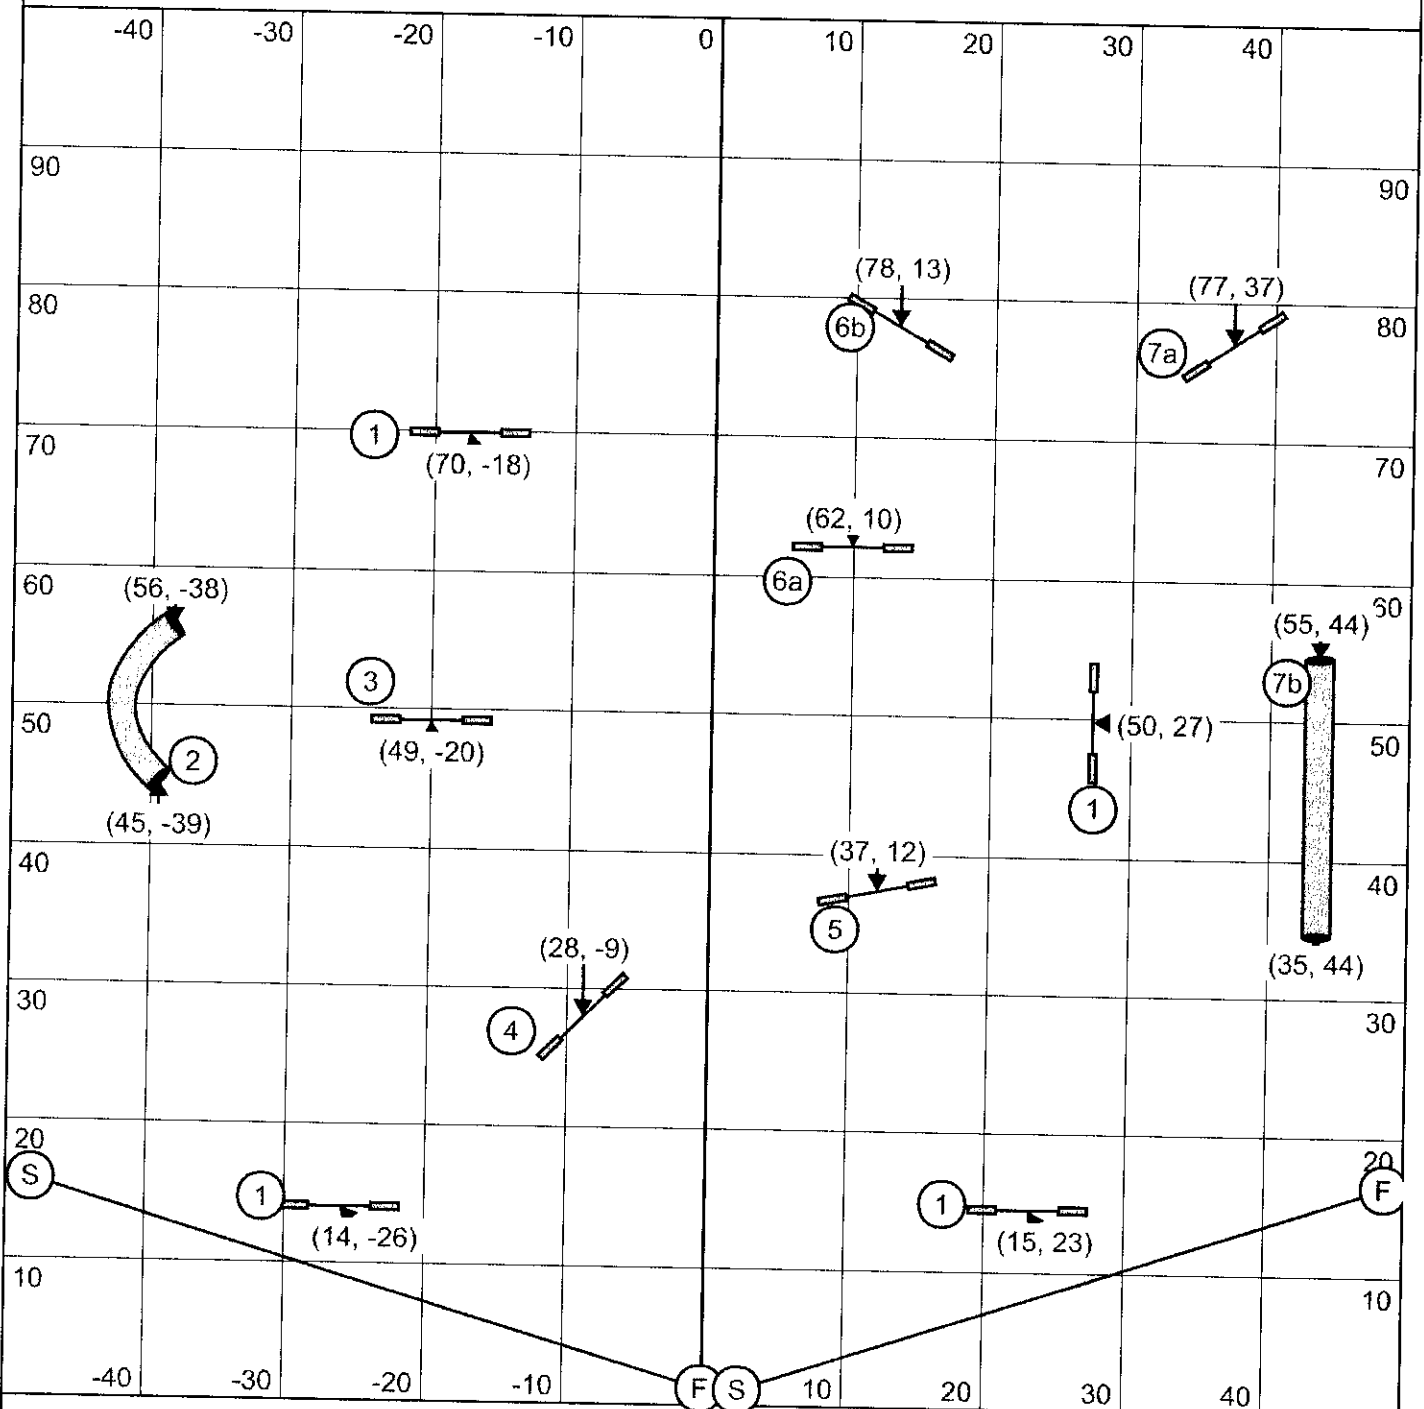 -40 -30 -20 -10 0 10 20 30 40
90 90
(78, 13)
(77, 37)
80 6b 80
7a
1
70 (70, -18) 70
(62, 10)
60 (56, -38) 6a 60
(55, 44)
3 7b
50 (50, 27) 50
2 (49, -20)
1
(45, -39)
40 (37, 12) 40
5
(28, -9) (35, 44)
30 30
4
20 20
S F
1 1
(14, -26) (15, 23)
10 10
-40 -30 -20 -10 F S 10 20 30 40